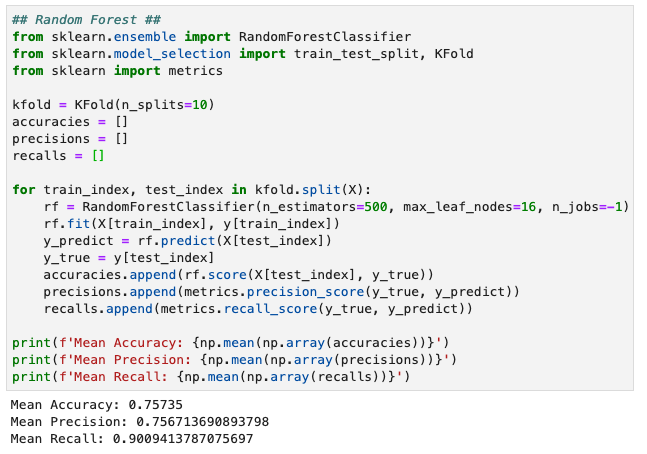 ## Random Forest ##
from sklearn.ensemble import RandomForestClassifier
from sklearn.model_selection import train_test_split, KFold
from sklearn import metrics

kfold = KFold(n_splits=10)
accuracies = []
precisions = []
recalls = []

for train_index, test_index in kfold.split(X):
    rf = RandomForestClassifier(n_estimators=500, max_leaf_nodes=16, n_jobs=-1)
    rf.fit(X[train_index], y[train_index])
    y_predict = rf.predict(X[test_index])
    y_true = y[test_index]
    accuracies.append(rf.score(X[test_index], y_true))
    precisions.append(metrics.precision_score(y_true, y_predict))
    recalls.append(metrics.recall_score(y_true, y_predict))

print(f'Mean Accuracy: {np.mean(np.array(accuracies))}')
print(f'Mean Precision: {np.mean(np.array(precisions))}')
print(f'Mean Recall: {np.mean(np.array(recalls))}')
Mean Accuracy: 0.75735
Mean Precision: 0.756713690893798
Mean Recall: 0.9009413787075697